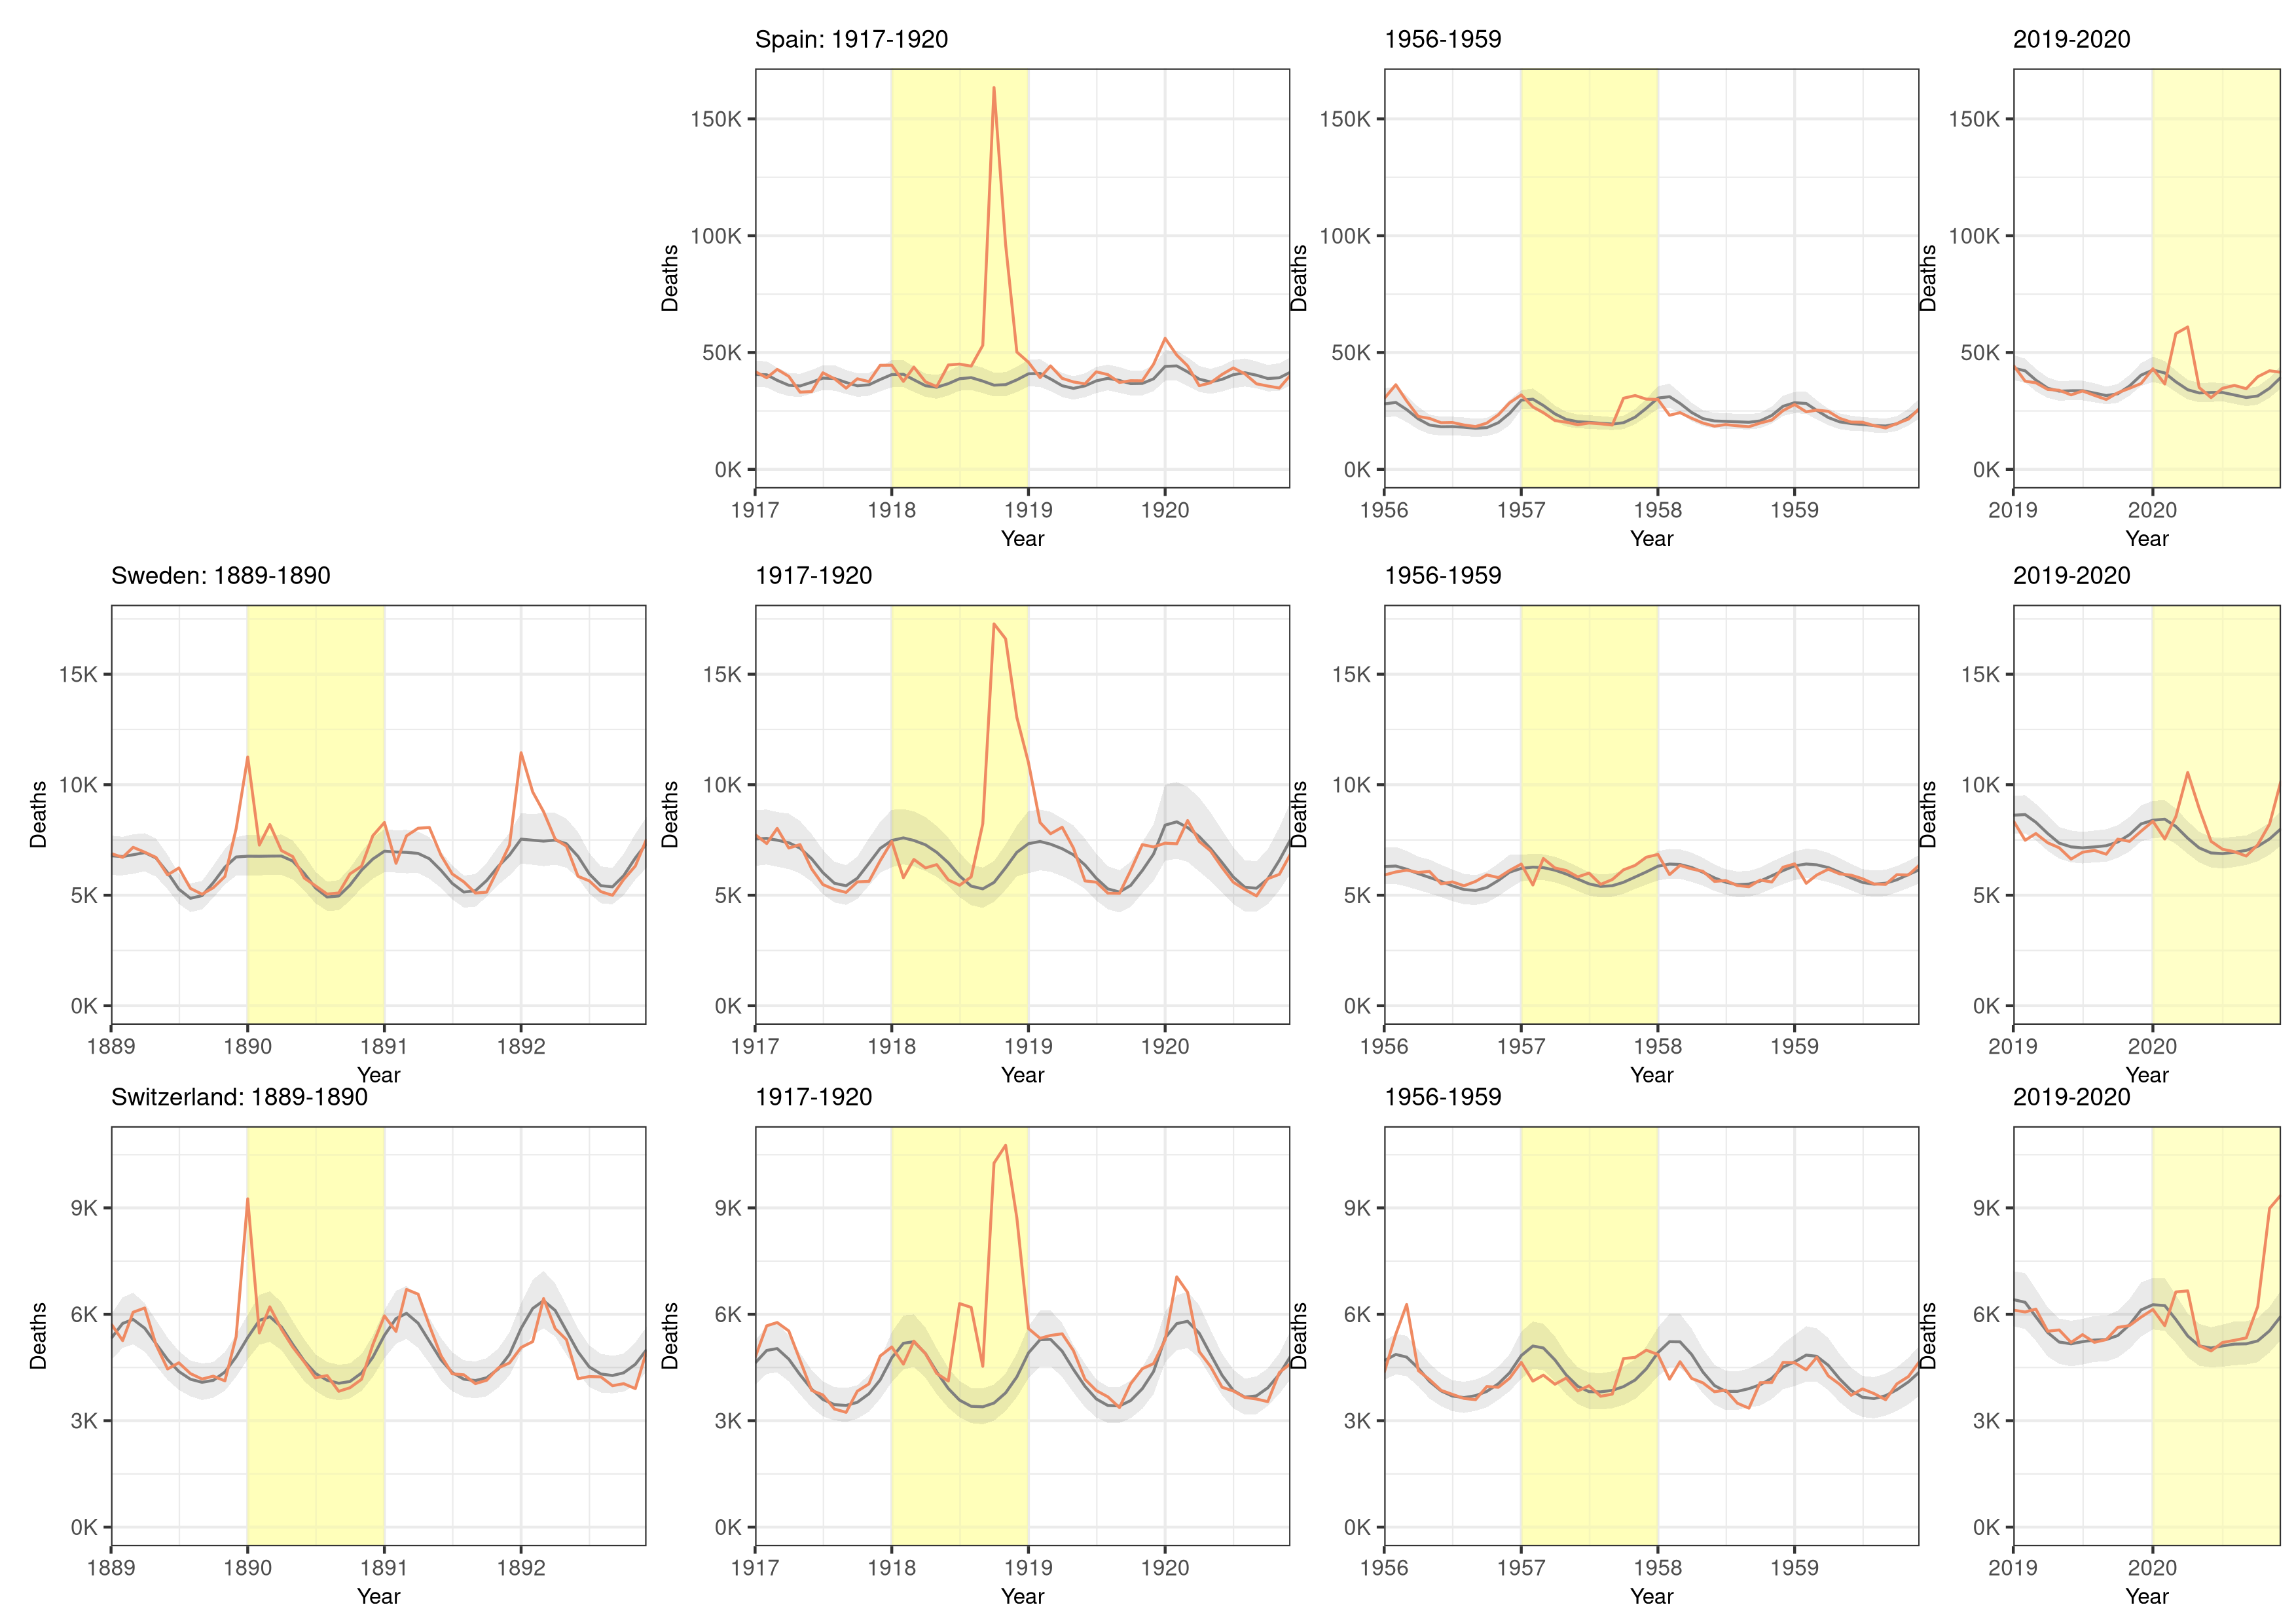 Spain: 1917-1920 1956-1959 2019-2020
150K 150K 150K
100K 100K 100K
Deaths Deaths Deaths
50K 50K 50K
0K 0K 0K
1917 1918 1919 1920 1956 1957 1958 1959 2019 2020
Year Year Year
Sweden: 1889-1890 1917-1920 1956-1959 2019-2020
15K 15K 15K 15K
10K 10K 10K 10K
Deaths Deaths Deaths Deaths
5K 5K 5K 5K
0K 0K 0K 0K
1889 1890 1891 1892 1917 1918 1919 1920 1956 1957 1958 1959 2019 2020
Year Year Year Year
Switzerland: 1889-1890 1917-1920 1956-1959 2019-2020
9K 9K 9K 9K
6K 6K 6K 6K
Deaths Deaths Deaths Deaths
3K 3K 3K 3K
0K 0K 0K 0K
1889 1890 1891 1892 1917 1918 1919 1920 1956 1957 1958 1959 2019 2020
Year Year Year Year